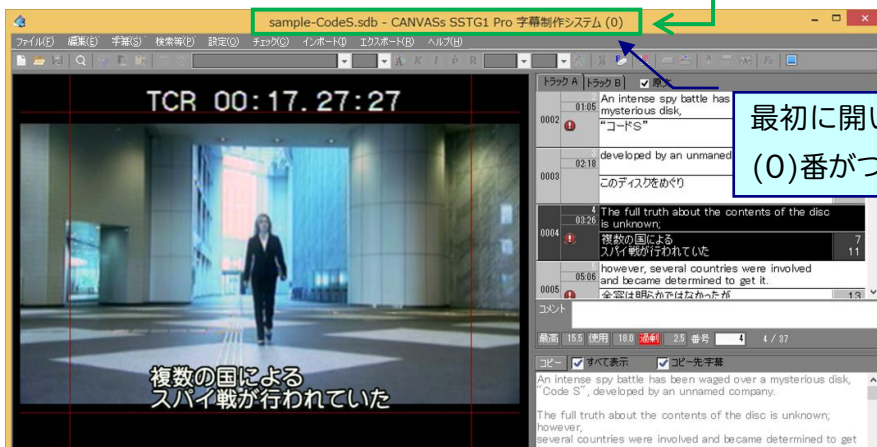 sample-CodeS.sdb - CANVASs SSTG1 Pro 字幕制作システム (0)
ファイル(F) 編集(E) 字幕(S) 検索等(P) 設定(O) チェック(C) インポート(I) エクスポート(B) ヘルプ(H)
トラック A トラック B 原文
TCR 00:17.27:27
An intense spy battle has
01:05 mysterious disk,
0002 "コードS"
最初に開い
(0)番がつ
developed by an unmaned
02:18
0003 このディスクをめぐり
4 The full truth about the contents of the disc
03:26 is unknown;
0004 複数の国による 7
スパイ戦が行われていた 11
however, several countries were involved
05:06 and became determined to get it.
0005 全容は明らかではなかったが 13
コメント
最高 15.5 使用 18.0 過剰 2.5 番号 4 4 / 37
コピー すべて表示 コピー先字幕
An intense spy battle has been waged over a mysterious disk,
"Code S", developed by an unnamed company.
The full truth about the contents of the disc is unknown;
however,
several countries were involved and became determined to get
複数の国による
スパイ戦が行われていた